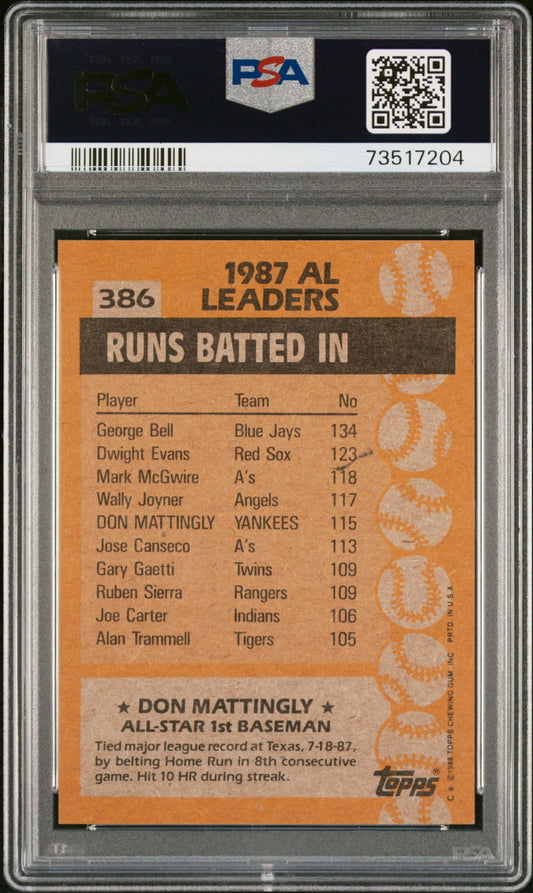 PSA
73517204
386
1987 AL
LEADERS
RUNS BATTED IN
Player Team No
George Bell Blue Jays 134
Dwight Evans Red Sox 123
Mark McGwire A's 118
Wally Joyner Angels 117
DON MATTINGLY YANKEES 115
Jose Canseco A's 113
Gary Gaetti Twins 109
Ruben Sierra Rangers 109
Joe Carter Indians 106
Alan Trammell Tigers 105
★ DON MATTINGLY ★
ALL-STAR 1st BASEMAN
Tied major league record at Texas, 7-18-87,
by belting Home Run in 8th consecutive
game. Hit 10 HR during streak.
TOPPS®
C ✶ ©1988 TOPPS CHEWING GUM, INC. PRTD. IN U.S.A.
PSA